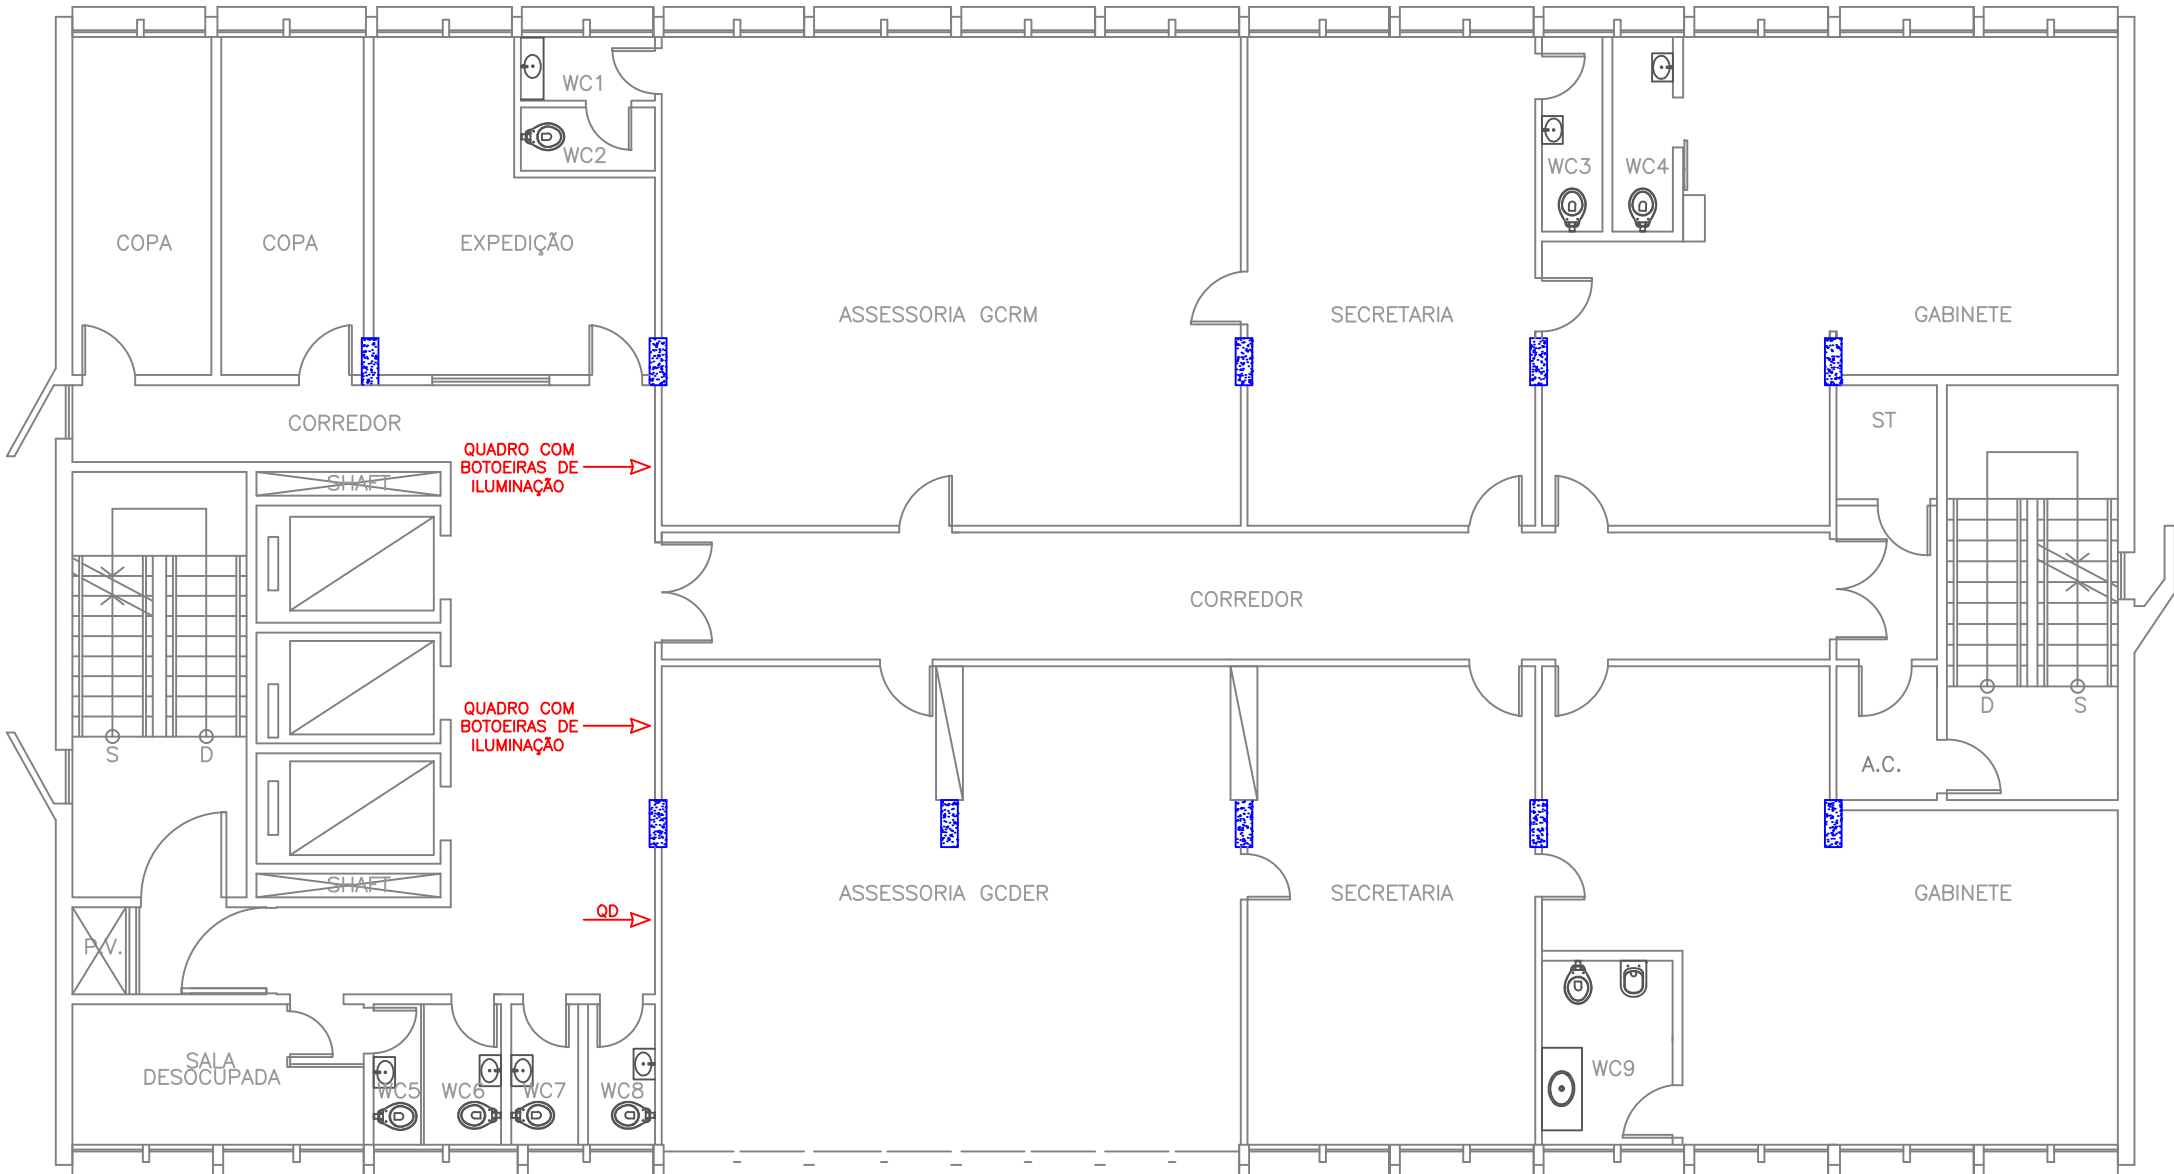 WC1
WC2
WC3
WC4
COPA
COPA
EXPEDIÇÃO
ASSESSORIA GCRM
SECRETARIA
GABINETE
CORREDOR
ST
QUADRO COM
BOTOEIRAS DE
ILUMINAÇÃO
SHAFT
CORREDOR
QUADRO COM
BOTOEIRAS DE
ILUMINAÇÃO
S
D
D
S
A.C.
SHAFT
ASSESSORIA GCDER
SECRETARIA
GABINETE
QD
P.V.
SALA
DESOCUPADA
WC5
WC6
WC7
WC8
WC9